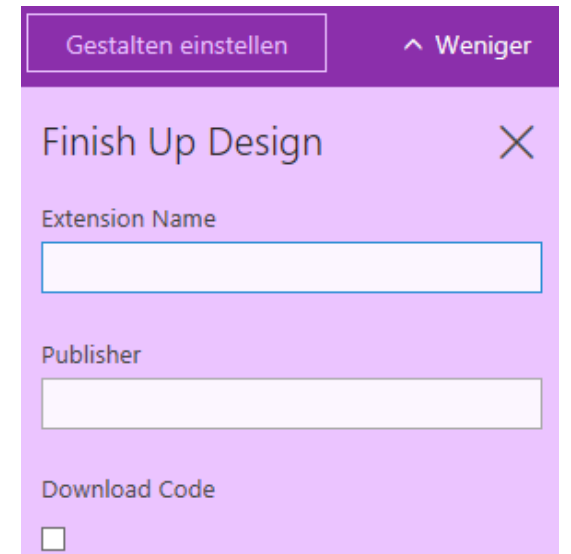 Gestalten einstellen
Weniger
Finish Up Design
Extension Name
Publisher
Download Code